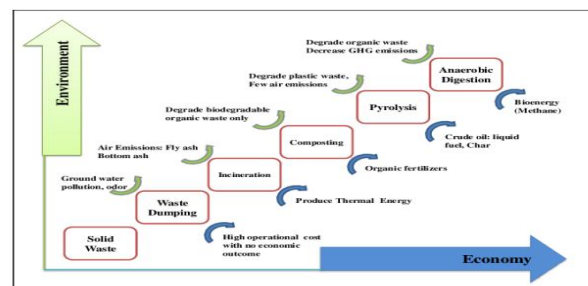 Environment
Degrade organic waste
Decrease GHG emissions
Anaerobic
Digestion
Degrade plastic waste,
Few air emissions
Bioenergy
(Methane)
Pyrolysis
Degrade biodegradable
organic waste only
Crude oil: liquid
fuel, Char
Composting
Air Emissions: Fly ash
Bottom ash
Organic fertilizers
Incineration
Ground water
pollution, odor
Produce Thermal Energy
Waste
Dumping
High operational cost
with no economic
outcome
Solid
Waste
Economy